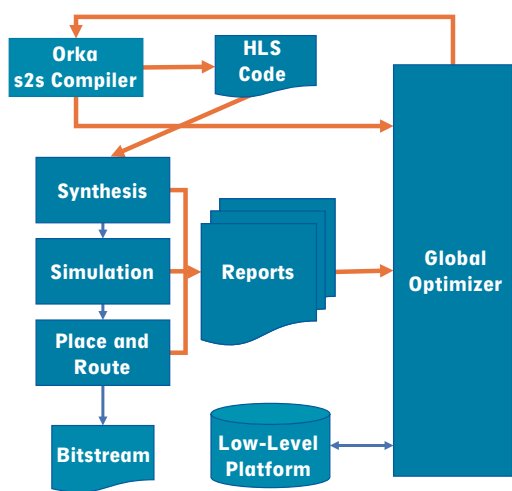 Orka
s2s Compiler
HLS
Code
Synthesis
Simulation
Reports
Global
Optimizer
Place and
Route
Bitstream
Low-Level
Platform